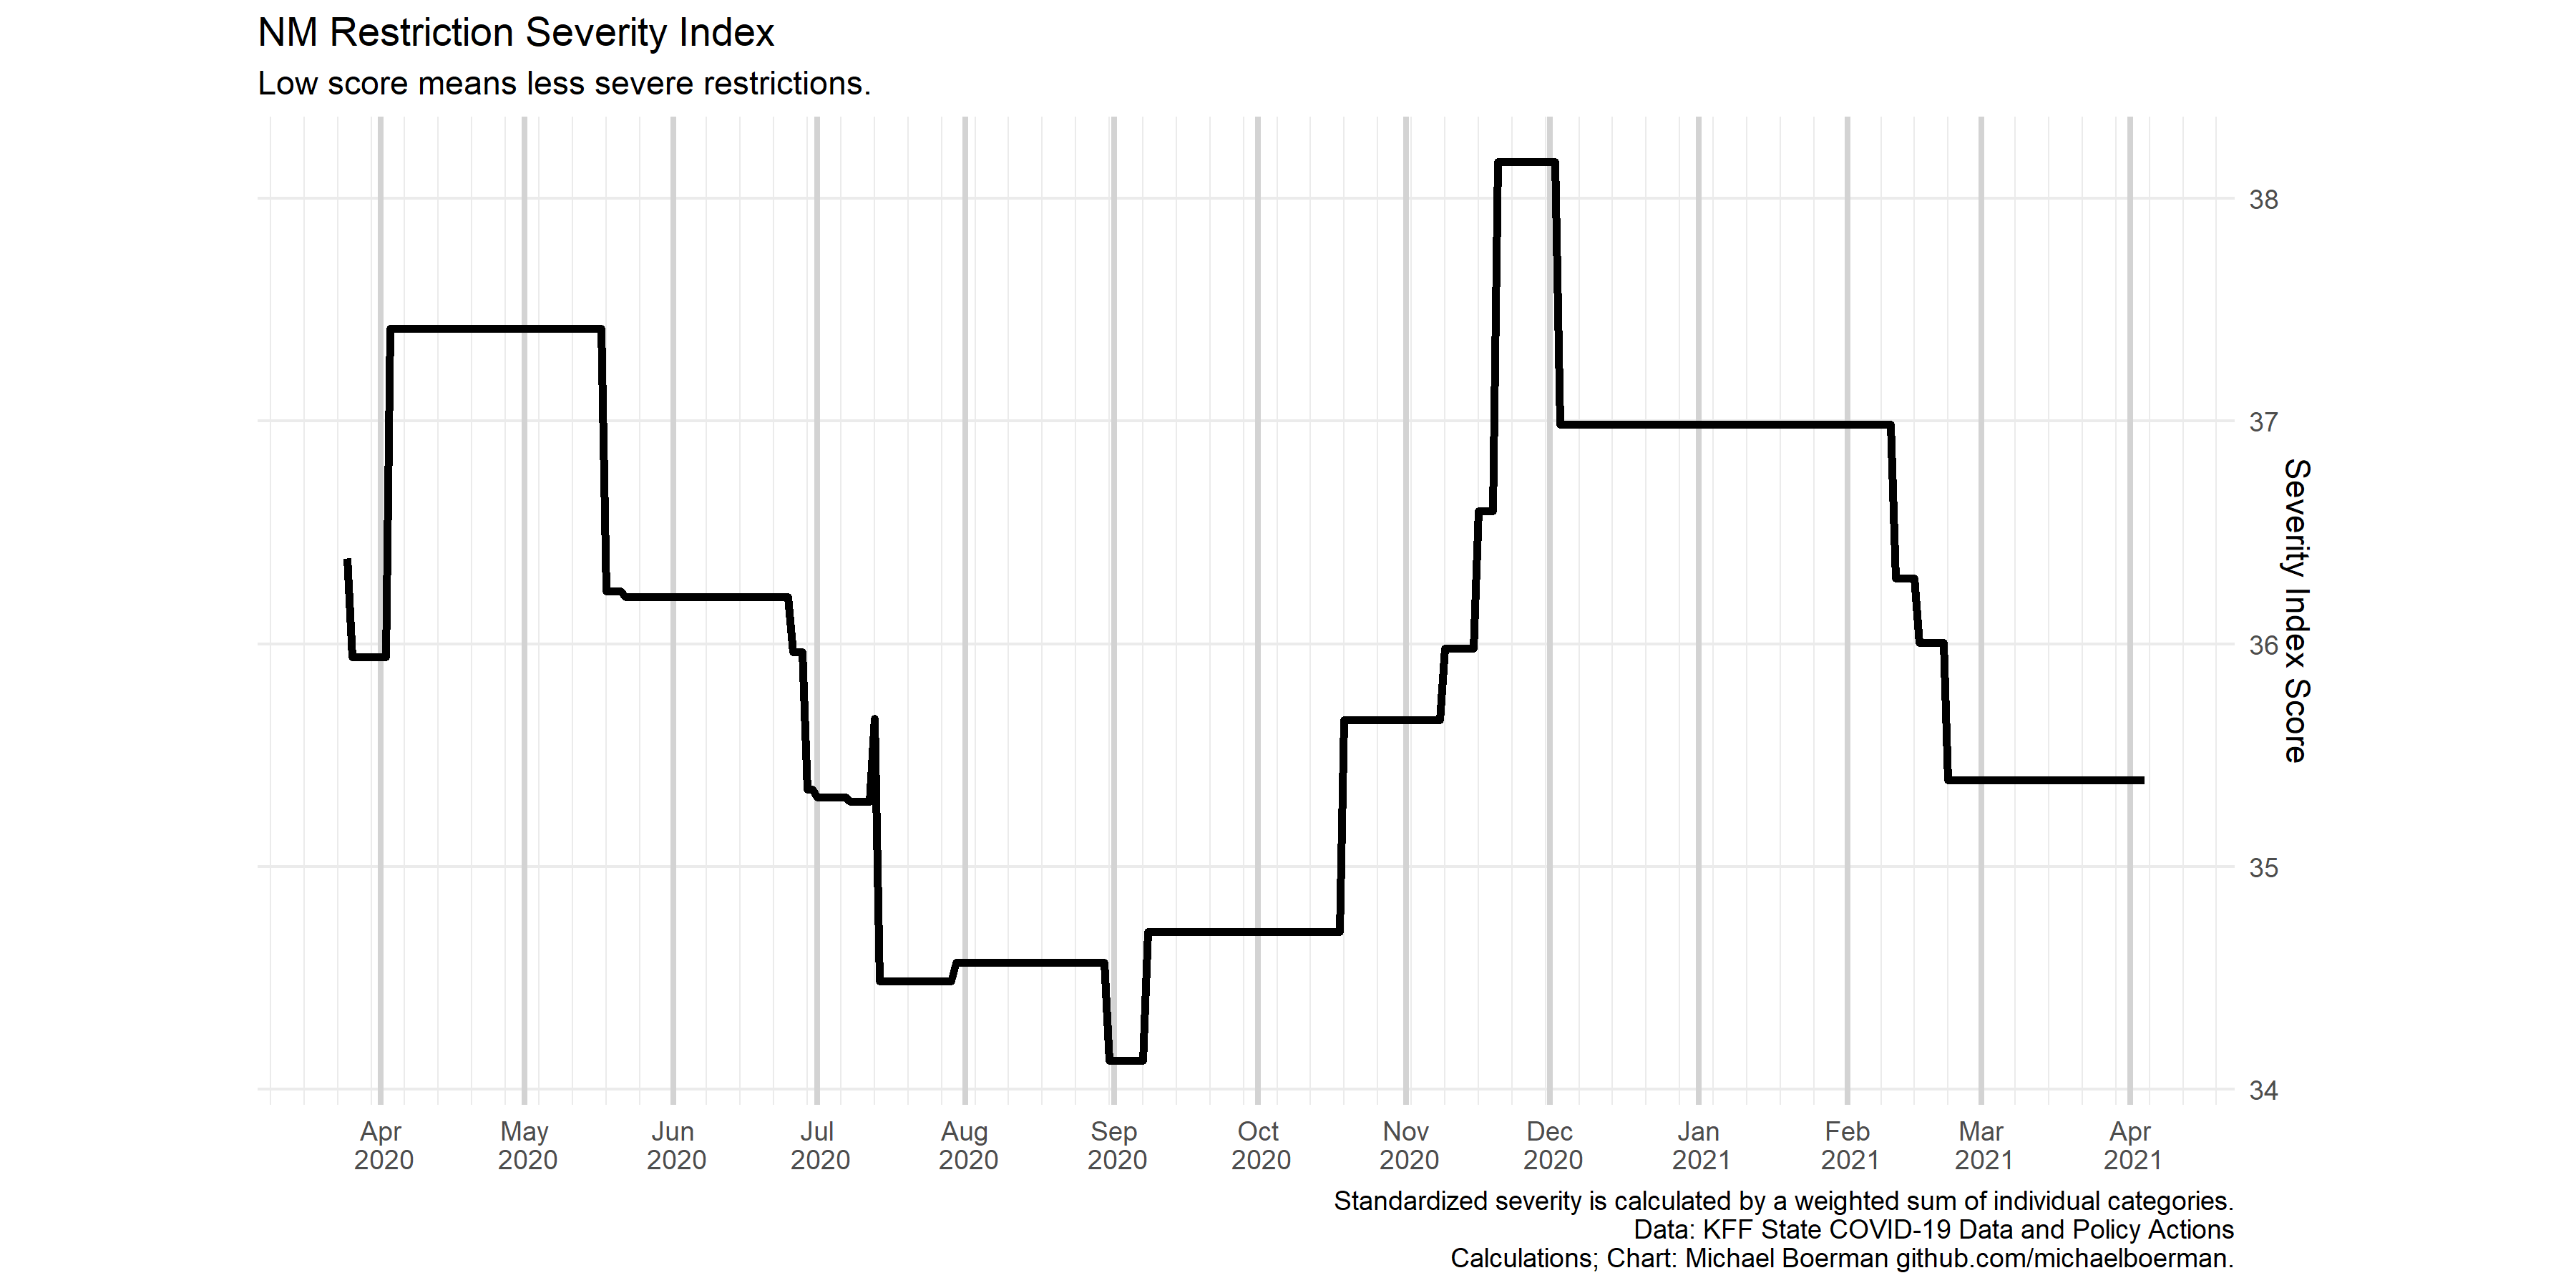 NM Restriction Severity Index
Low score means less severe restrictions.
38
37
36
35
34
Severity Index Score
Apr
2020
May
2020
Jun
2020
Jul
2020
Aug
2020
Sep
2020
Oct
2020
Nov
2020
Dec
2020
Jan
2021
Feb
2021
Mar
2021
Apr
2021
Standardized severity is calculated by a weighted sum of individual categories.
Data: KFF State COVID-19 Data and Policy Actions
Calculations; Chart: Michael Boerman github.com/michaelboerman.